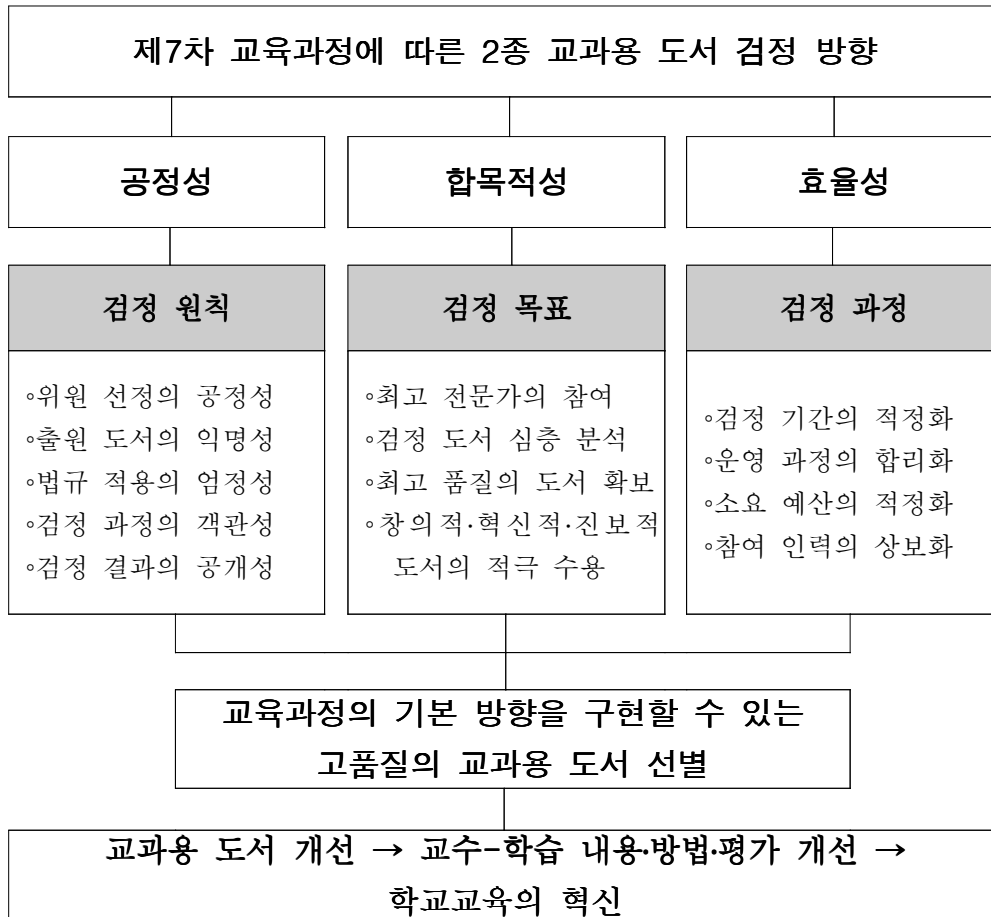 제7차 교육과정에 따른 2종 교과용 도서 검정 방향
공정성
합목적성
효율성
검정 원칙
◦위원 선정의 공정성
◦출원 도서의 익명성
◦법규 적용의 엄정성
◦검정 과정의 객관성
◦검정 결과의 공개성
검정 목표
◦최고 전문가의 참여
◦검정 도서 심층 분석
◦최고 품질의 도서 확보
◦창의적·혁신적·진보적
도서의 적극 수용
검정 과정
◦검정 기간의 적정화
◦운영 과정의 합리화
◦소요 예산의 적정화
◦참여 인력의 상보화
교육과정의 기본 방향을 구현할 수 있는
고품질의 교과용 도서 선별
교과용 도서 개선 → 교수-학습 내용·방법·평가 개선 →
학교교육의 혁신